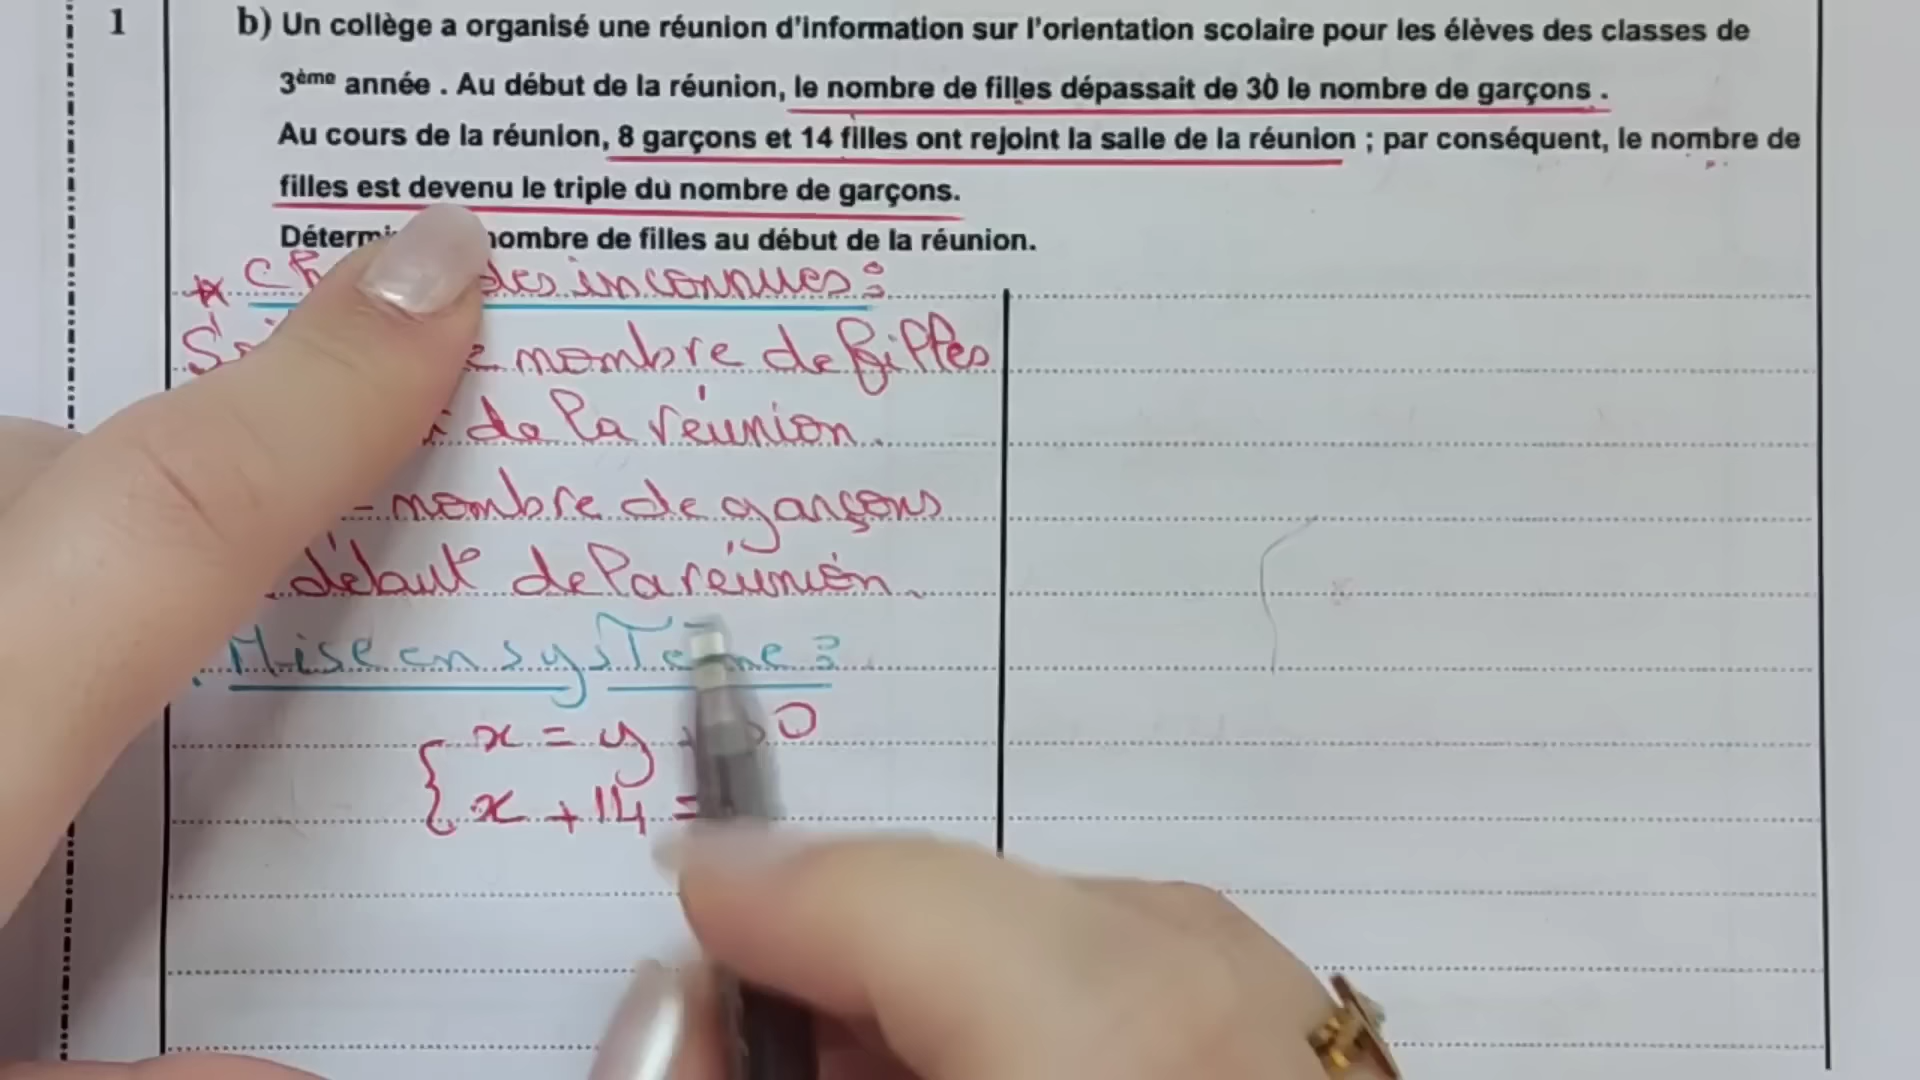 1
b) Un collège a organisé une réunion d'information sur l'orientation scolaire pour les élèves des classes de
3ème année . Au début de la réunion, le nombre de filles dépassait de 30 le nombre de garçons .
Au cours de la réunion, 8 garçons et 14 filles ont rejoint la salle de la réunion ; par conséquent, le nombre de
filles est devenu le triple du nombre de garçons.
nombre de filles au début de la réunion.
des inconnues :
nombre de filles
de la réunion.
nombre de garçons
début de la réunion.
Mise en système :
x = y
x + 14 =